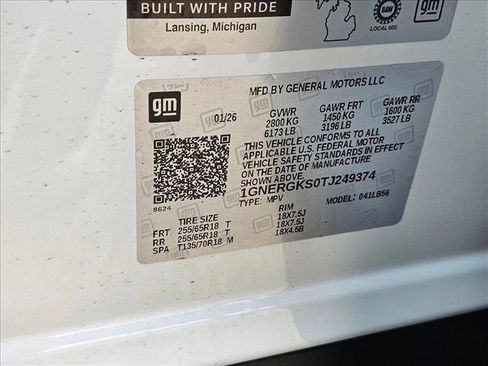 BUILT WITH PRIDE
Lansing, Michigan
UAW
LOCAL 602
gm
gm
MFD BY GENERAL MOTORS LLC
01/26 GVWR GAWR FRT GAWR RR
2800 KG 1450 KG 1600 KG
6173 LB 3196 LB 3527 LB
THIS VEHICLE CONFORMS TO ALL
APPLICABLE U.S. FEDERAL MOTOR
VEHICLE SAFETY STANDARDS IN EFFECT
ON THE DATE OF MANUFACTURE
SHOWN ABOVE.
1GNERGKS0TJ249374
TYPE: MPV MODEL: 041LB56
8624
TIRE SIZE RIM
FRT 255/65R18 T 18X7.5J
RR 255/65R18 T 18X7.5J
SPA T135/70R18 M 18X4.5B